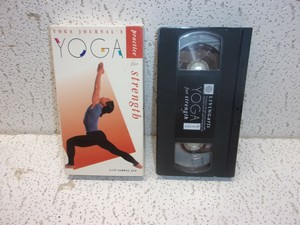 YOGA JOURNAL'S
YOGA
practice
for
strength
YOGA
for strength